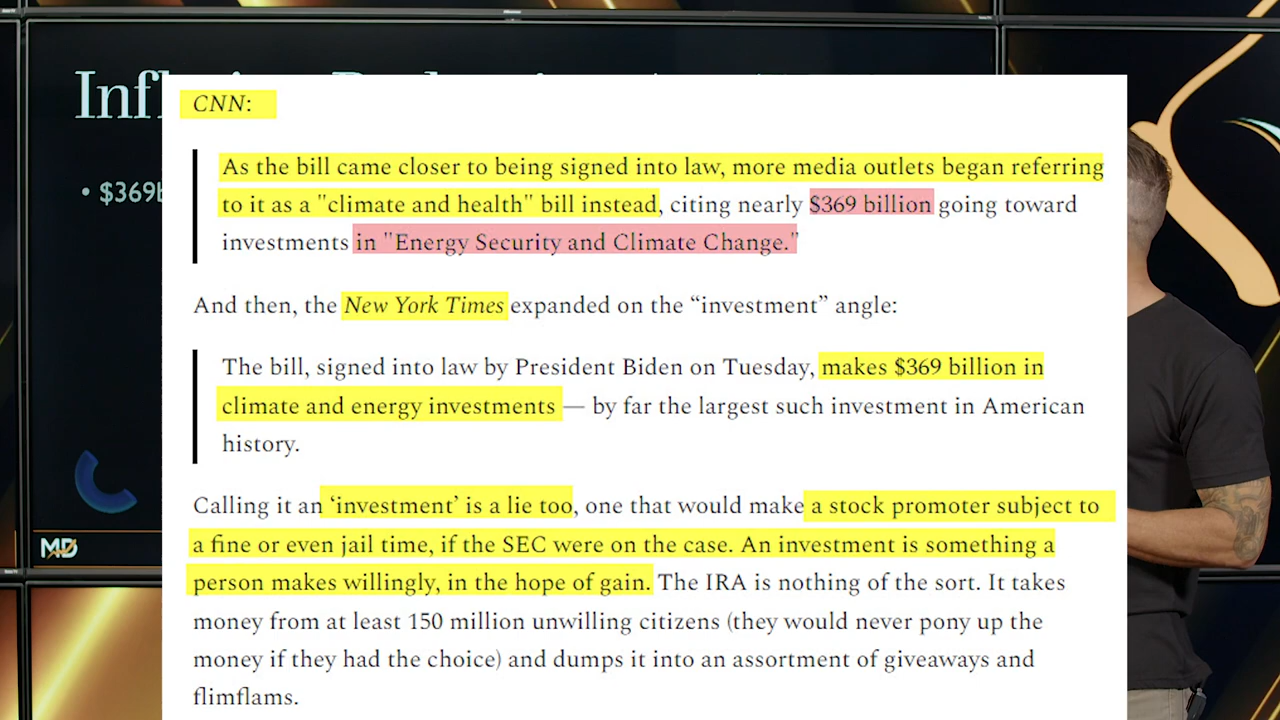 Infl
• $369b
CNN:
As the bill came closer to being signed into law, more media outlets began referring
to it as a "climate and health" bill instead, citing nearly $369 billion going toward
investments in "Energy Security and Climate Change."
And then, the New York Times expanded on the “investment” angle:
The bill, signed into law by President Biden on Tuesday, makes $369 billion in
climate and energy investments — by far the largest such investment in American
history.
Calling it an ‘investment’ is a lie too, one that would make a stock promoter subject to
a fine or even jail time, if the SEC were on the case. An investment is something a
person makes willingly, in the hope of gain. The IRA is nothing of the sort. It takes
money from at least 150 million unwilling citizens (they would never pony up the
money if they had the choice) and dumps it into an assortment of giveaways and
flimflams.
MD